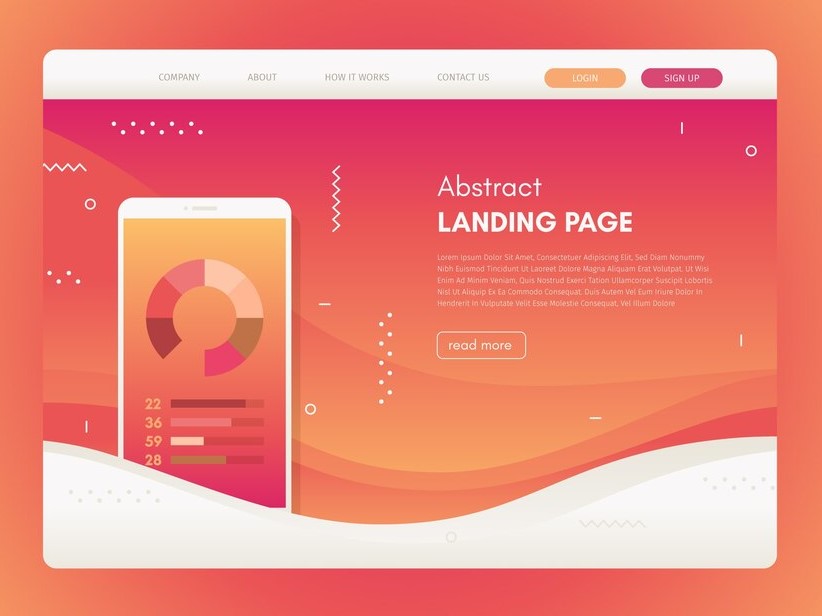 COMPANY
ABOUT
HOW IT WORKS
CONTACT US
LOGIN
SIGN UP
Abstract
LANDING PAGE
Lorem Ipsum Dolor Sit Amet, Consectetuer Adipiscing Elit, Sed Diam Nonummy
Nibh Euismod Tincidunt Ut Laoreet Dolore Magna Aliquam Erat Volutpat. Ut Wisi
Enim Ad Minim Veniam, Quis Nostrud Exerci Tation Ullamcorper Suscipit Lobortis
Nisl Ut Aliquip Ex Ea Commodo Consequat. Duis Autem Vel Eum Iriure Dolor In
Hendrerit In Vulputate Velit Esse Molestie Consequat, Vel Illum Dolore
read more
22
36
59
28